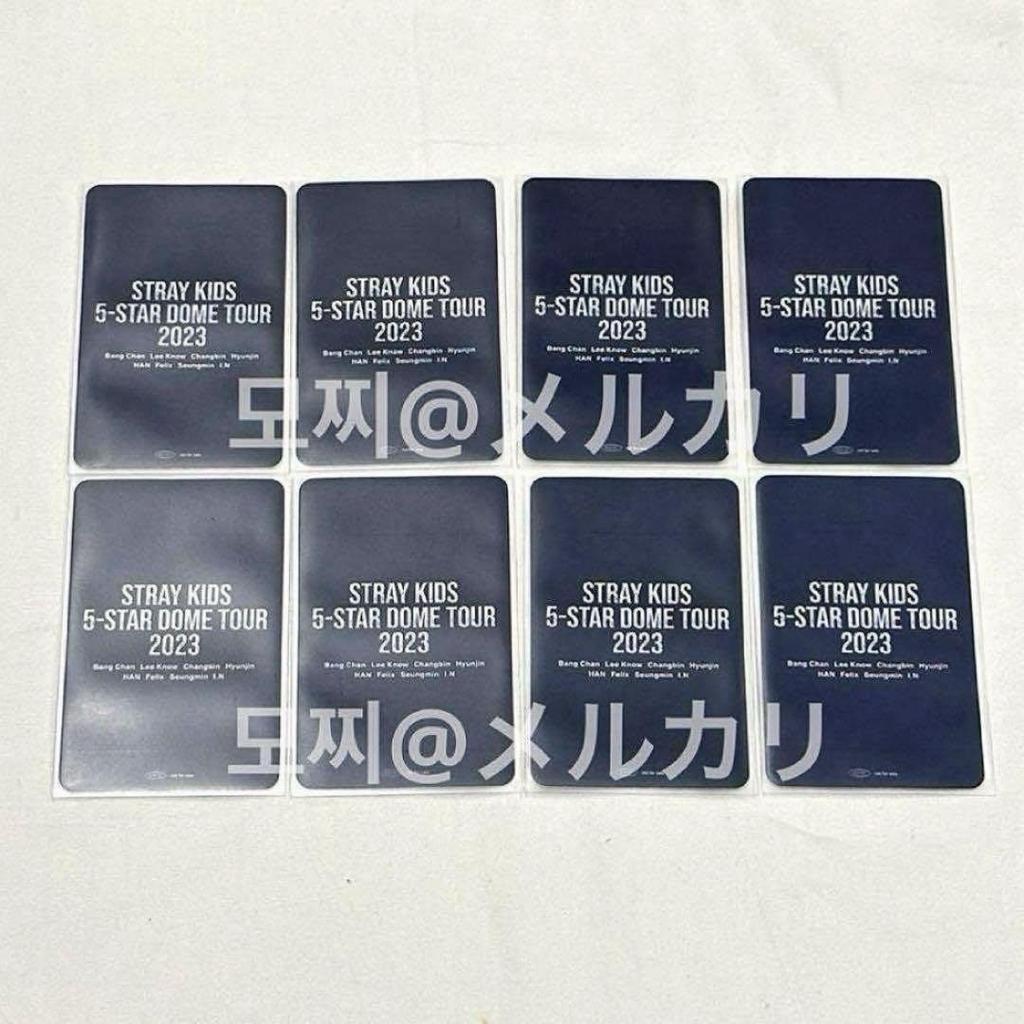 STRAY KIDS
5-STAR DOME TOUR
2023
Bang Chan Lee Know Changbin Hyunjin
HAN Felix Seungmin I.N
STRAY KIDS
5-STAR DOME TOUR
2023
Bang Chan Lee Know Changbin Hyunjin
HAN Felix Seungmin I.N
STRAY KIDS
5-STAR DOME TOUR
2023
Bang Chan Lee Know Changbin Hyunjin
HAN Felix Seungmin I.N
STRAY KIDS
5-STAR DOME TOUR
2023
Bang Chan Lee Know Changbin Hyunjin
HAN Felix Seungmin I.N
도찌@メルカリ
STRAY KIDS
5-STAR DOME TOUR
2023
Bang Chan Lee Know Changbin Hyunjin
HAN Felix Seungmin I.N
STRAY KIDS
5-STAR DOME TOUR
2023
Bang Chan Lee Know Changbin Hyunjin
HAN Felix Seungmin I.N
STRAY KIDS
5-STAR DOME TOUR
2023
Bang Chan Lee Know Changbin Hyunjin
HAN Felix Seungmin I.N
STRAY KIDS
5-STAR DOME TOUR
2023
Bang Chan Lee Know Changbin Hyunjin
HAN Felix Seungmin I.N
도찌@メルカリ